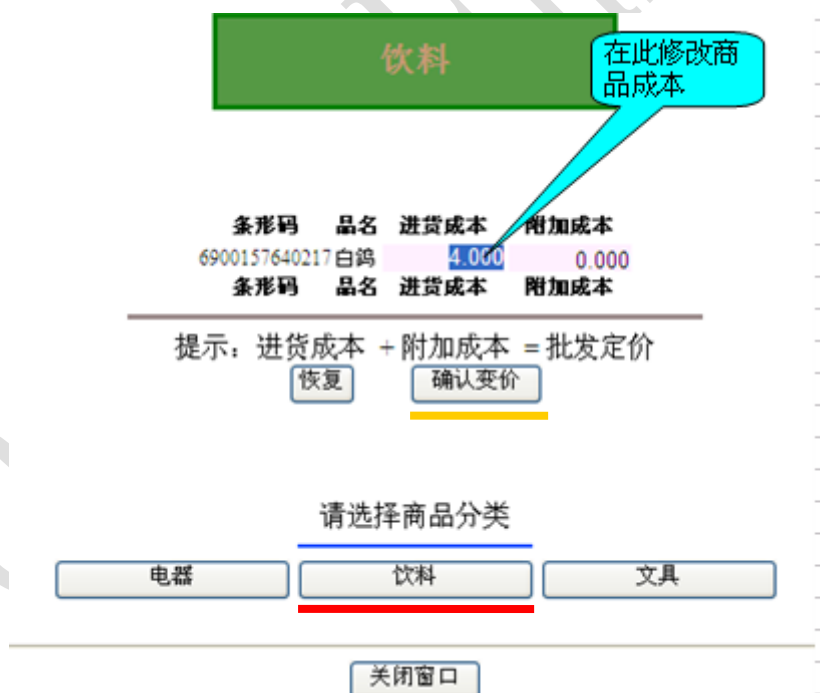 饮料
在此修改商
品成本
条形码 品名 进货成本 附加成本
6900157640217 白鸽 4.000 0.000
条形码 品名 进货成本 附加成本
提示：进货成本 +附加成本 =批发定价
恢复 确认变价
请选择商品分类
电器 饮料 文具
关闭窗口